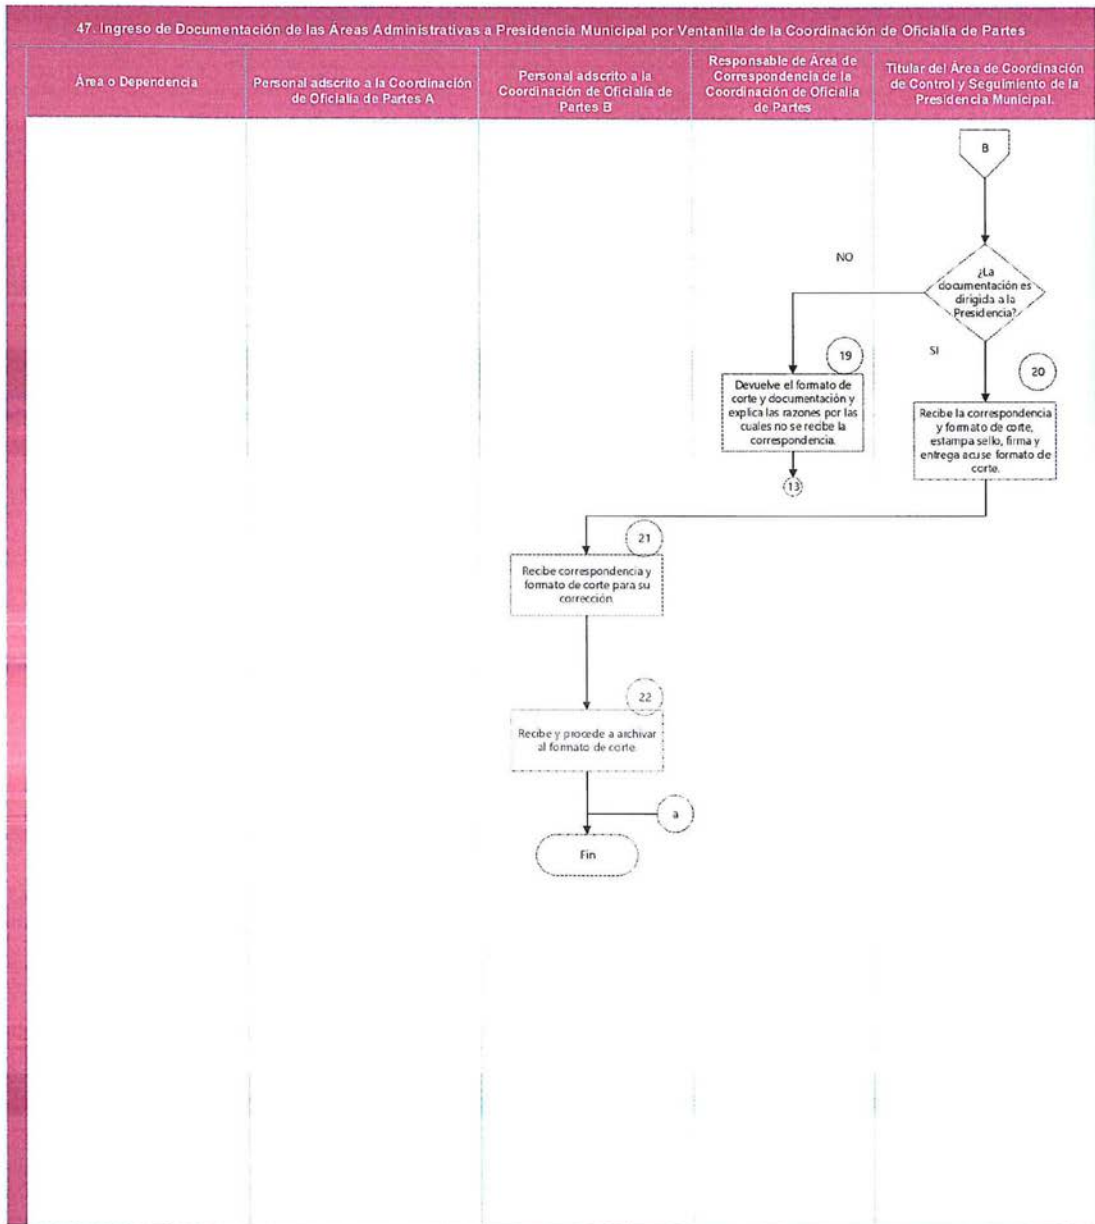 47. Ingreso de Documentación de las Áreas Administrativas a Presidencia Municipal por Ventanilla de la Coordinación de Oficialía de Partes
Área o Dependencia
Personal adscrito a la Coordinación
de Oficialía de Partes A
Personal adscrito a la
Coordinación de Oficialía de
Partes B
Responsable de Área de
Correspondencia de la
Coordinación de Oficialía
de Partes
Titular del Área de Coordinación
de Control y Seguimiento de la
Presidencia Municipal.
B
¿La
documentación es
dirigida a la
Presidencia?
NO
SI
19
Devuelve el formato de
corte y documentación y
explica las razones por las
cuales no se recibe la
correspondencia.
13
20
Recibe la correspondencia
y formato de corte,
estampa sello, firma y
entrega acuse formato de
corte.
21
Recibe correspondencia y
formato de corte para su
corrección.
22
Recibe y procede a archivar
al formato de corte.
a
Fin